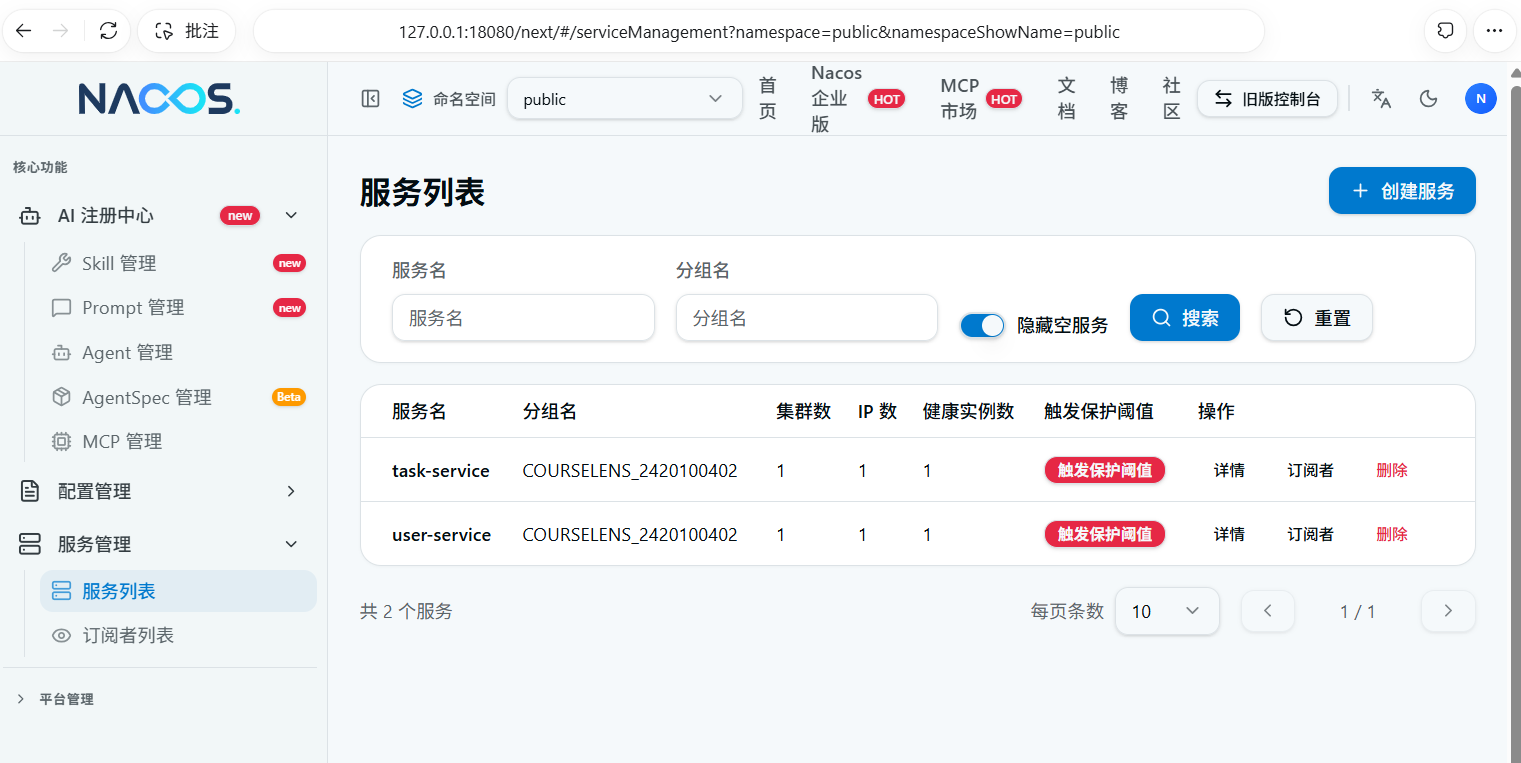 批注
127.0.0.1:18080/next/#/serviceManagement?namespace=public&namespaceShowName=public
NACOS.
命名空间
public
首页
Nacos 企业版
HOT
MCP 市场
HOT
文档
博客
社区
旧版控制台
N
核心功能
AI 注册中心
new
Skill 管理
new
Prompt 管理
new
Agent 管理
AgentSpec 管理
Beta
MCP 管理
配置管理
服务管理
服务列表
订阅者列表
平台管理
服务列表
创建服务
服务名
分组名
服务名
分组名
隐藏空服务
搜索
重置
服务名 分组名 集群数 IP 数 健康实例数 触发保护阈值 操作
task-service COURSELENS_2420100402 1 1 1 触发保护阈值 详情 订阅者 删除
user-service COURSELENS_2420100402 1 1 1 触发保护阈值 详情 订阅者 删除
共 2 个服务
每页条数
10
1 / 1